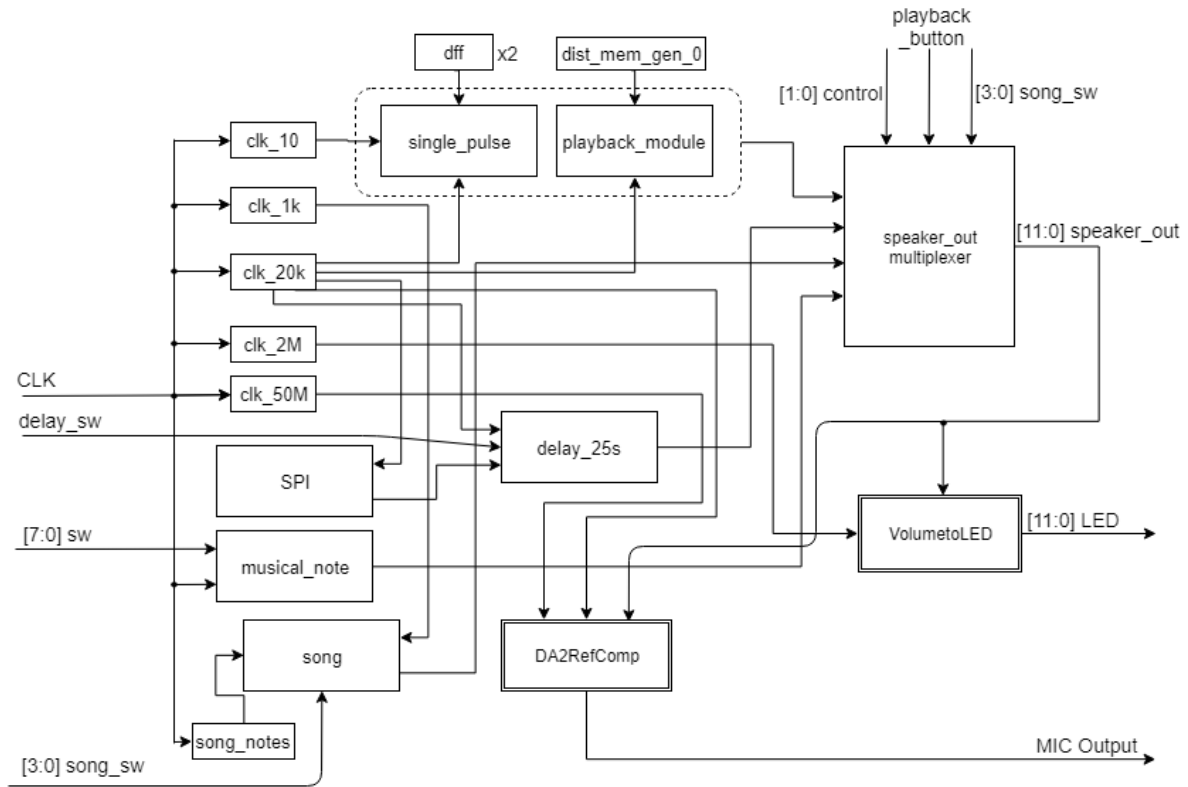 playback
_button
dff
x2
dist_mem_gen_0
[1:0] control
[3:0] song_sw
clk_10
single_pulse
playback_module
clk_1k
speaker_out
multiplexer
[11:0] speaker_out
clk_20k
clk_2M
CLK
clk_50M
delay_sw
delay_25s
SPI
[7:0] sw
VolumetoLED
[11:0] LED
musical_note
song
DA2RefComp
song_notes
MIC Output
[3:0] song_sw